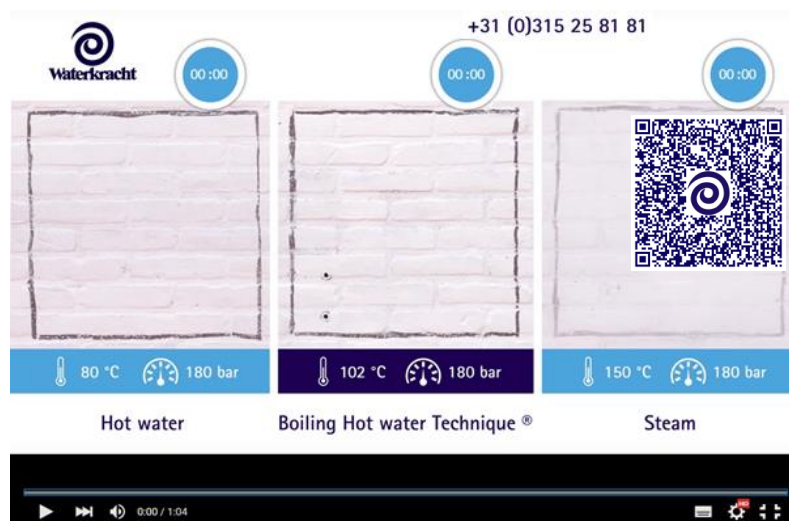 +31 (0)315 25 81 81
Waterkracht
00:00
00:00
00:00
80 °C 180 bar
102 °C 180 bar
150 °C 180 bar
Hot water
Boiling Hot water Technique ®
Steam
0:00 / 1:04
HD